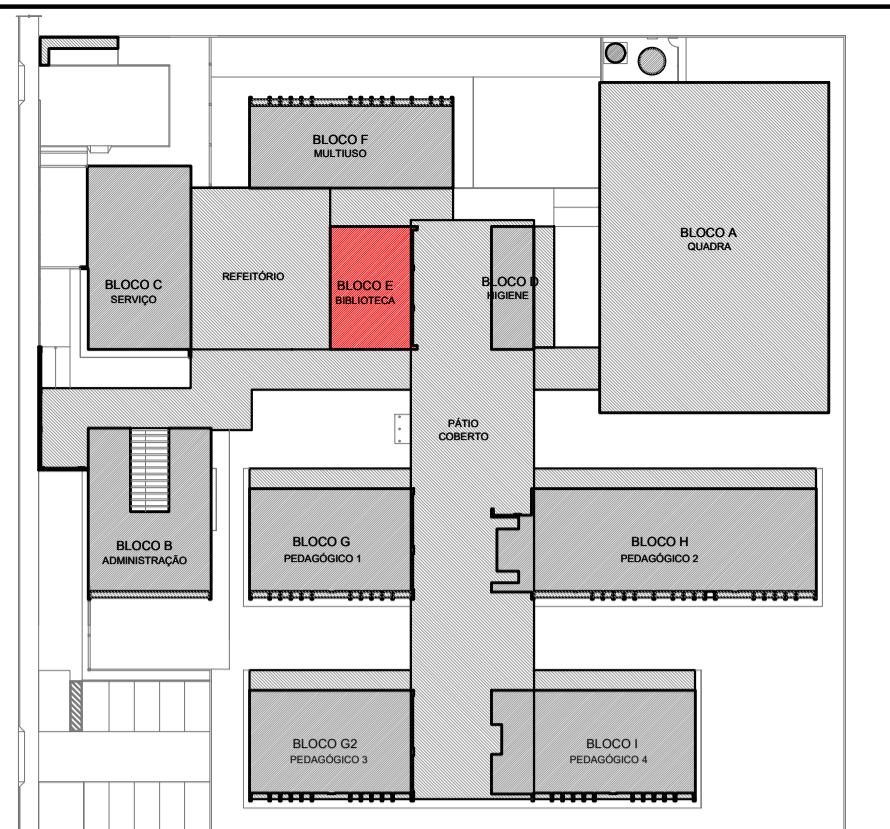 BLOCO F
MULTIUSO
BLOCO A
QUADRA
BLOCO C
SERVIÇO
REFEITÓRIO
BLOCO E
BIBLIOTECA
BLOCO D
HIGIENE
PÁTIO
COBERTO
BLOCO B
ADMINISTRAÇÃO
BLOCO G
PEDAGÓGICO 1
BLOCO H
PEDAGÓGICO 2
BLOCO G2
PEDAGÓGICO 3
BLOCO I
PEDAGÓGICO 4